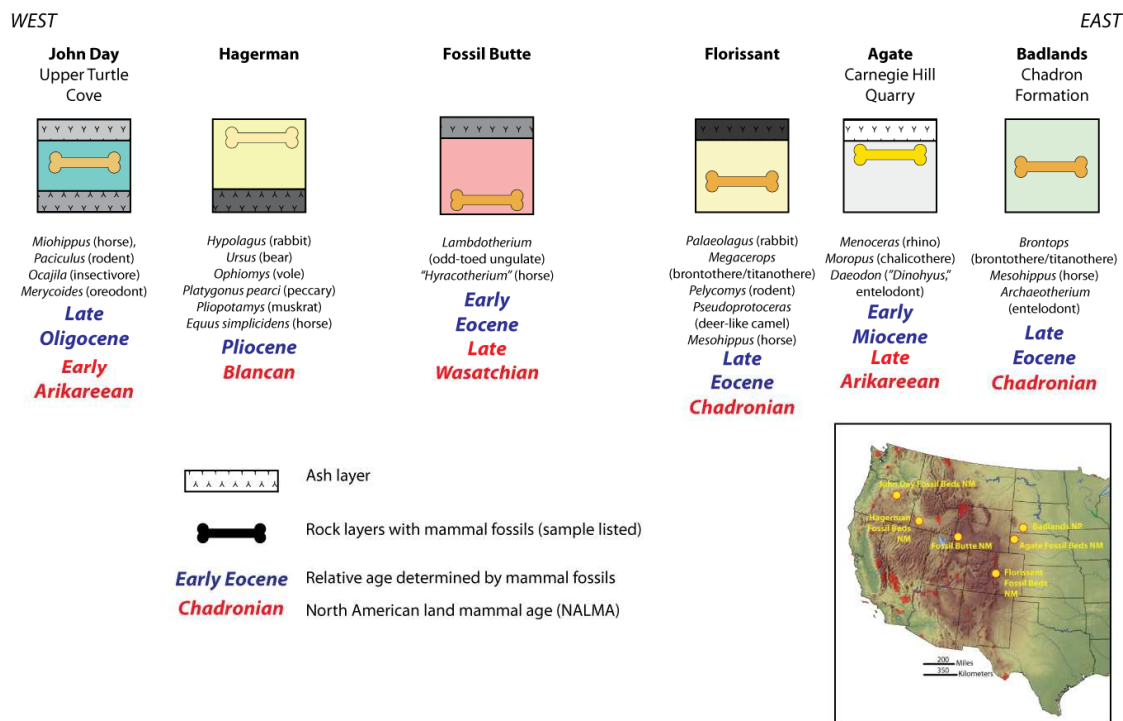 WEST
EAST
John Day
Upper Turtle
Cove
Hagerman
Fossil Butte
Florissant
Agate
Carnegie Hill
Quarry
Badlands
Chadron
Formation
Miohippus (horse),
Paciculus (rodent)
Ocajila (insectivore)
Merycoides (oreodont)
Late
Oligocene
Early
Arikareean
Hypolagus (rabbit)
Ursus (bear)
Ophiomys (vole)
Platygonus pearci (peccary)
Pliopotamys (muskrat)
Equus simplicidens (horse)
Pliocene
Blancan
Lambdotherium
(odd-toed ungulate)
"Hyracotherium" (horse)
Early
Eocene
Late
Wasatchian
Palaeolagus (rabbit)
Megacerops
(brontothere/titanothere)
Pelycomys (rodent)
Pseudoprotoceras
(deer-like camel)
Mesohippus (horse)
Late
Eocene
Chadronian
Menoceras (rhino)
Moropus (chalicothere)
Daeodon ("Dinohyus,"
entelodont)
Early
Miocene
Late
Arikareean
Brontops
(brontothere/titanothere)
Mesohippus (horse)
Archaeotherium
(entelodont)
Late
Eocene
Chadronian
Ash layer
Rock layers with mammal fossils (sample listed)
Early Eocene Relative age determined by mammal fossils
Chadronian North American land mammal age (NALMA)
John Day Fossil Beds NM
Hagerman
Fossil Beds
NM
Fossil Butte NM
Badlands NP
Agate Fossil Beds NM
Florissant
Fossil Beds
NM
200 Miles
350 Kilometers